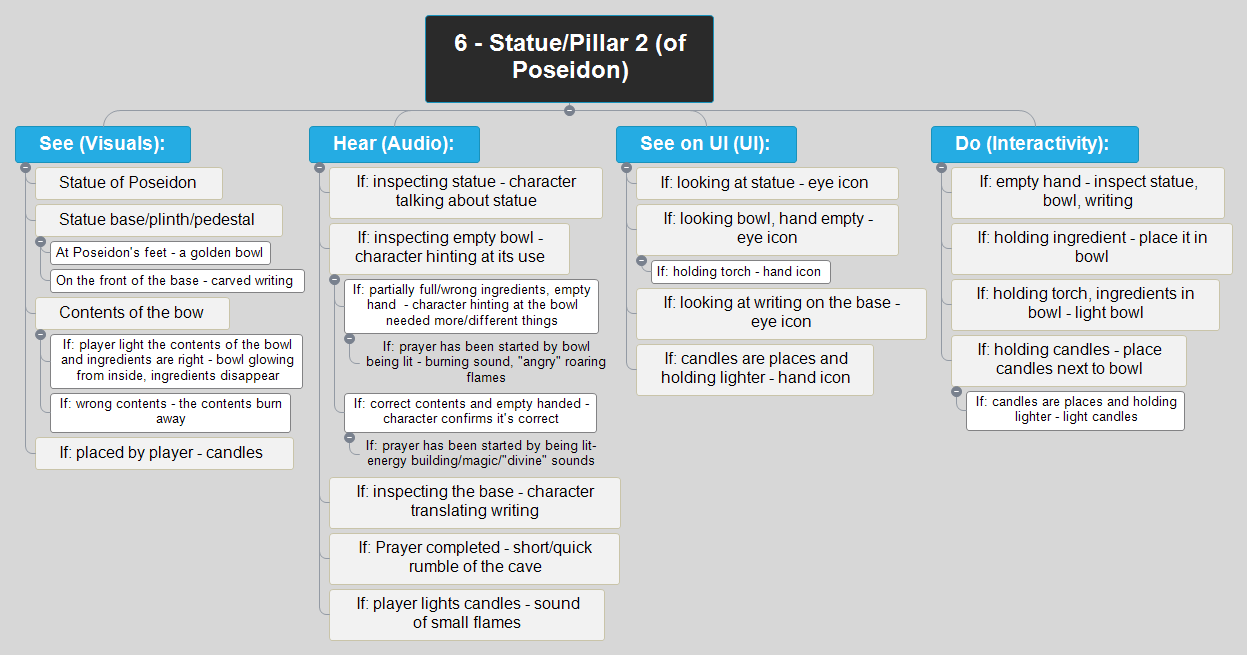 6 - Statue/Pillar 2 (of
Poseidon)
See (Visuals):
Statue of Poseidon
Statue base/plinth/pedestal
At Poseidon's feet - a golden bowl
On the front of the base - carved writing
Contents of the bow
If: player light the contents of the bowl
and ingredients are right - bowl glowing
from inside, ingredients disappear
If: wrong contents - the contents burn
away
If: placed by player - candles
Hear (Audio):
If: inspecting statue - character
talking about statue
If: inspecting empty bowl -
character hinting at its use
If: partially full/wrong ingredients, empty
hand - character hinting at the bowl
needed more/different things
If: prayer has been started by bowl
being lit - burning sound, "angry" roaring
flames
If: correct contents and empty handed -
character confirms it's correct
If: prayer has been started by being lit-
energy building/magic/"divine" sounds
If: inspecting the base - character
translating writing
If: Prayer completed - short/quick
rumble of the cave
If: player lights candles - sound
of small flames
See on UI (UI):
If: looking at statue - eye icon
If: looking bowl, hand empty -
eye icon
If: holding torch - hand icon
If: looking at writing on the base -
eye icon
If: candles are places and
holding lighter - hand icon
Do (Interactivity):
If: empty hand - inspect statue,
bowl, writing
If: holding ingredient - place it in
bowl
If: holding torch, ingredients in
bowl - light bowl
If: holding candles - place
candles next to bowl
If: candles are places and holding
lighter - light candles